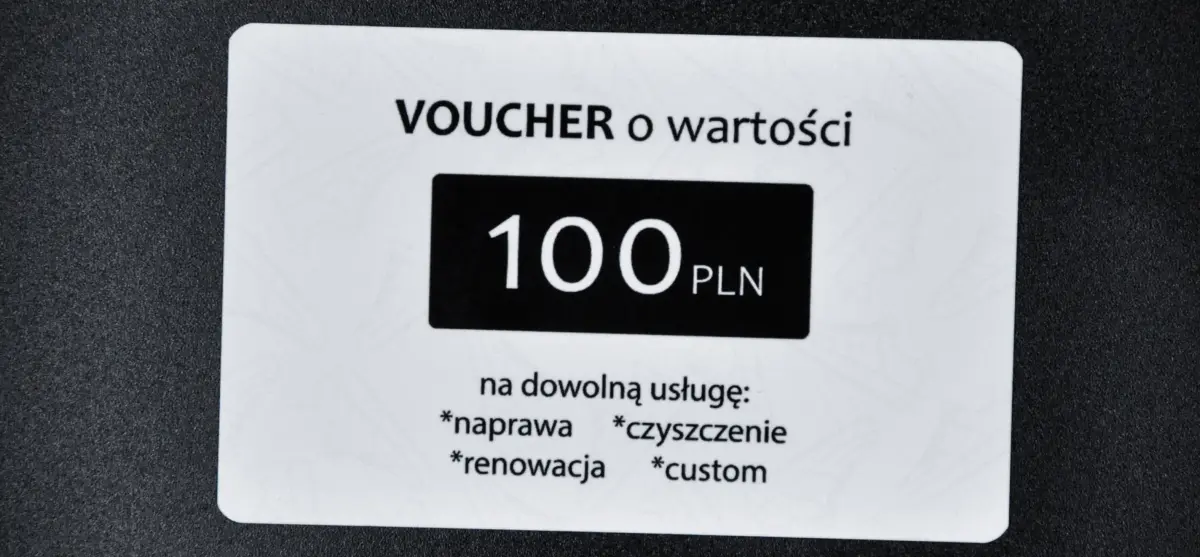 VOUCHER o wartości
100 PLN
na dowolną usługę:
*naprawa *czyszczenie
*renowacja *custom